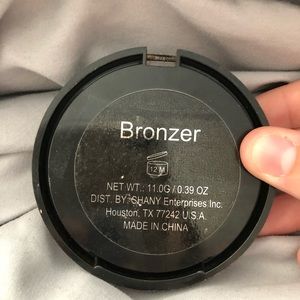 Bronzer
12 M
NET WT.: 11.0G / 0.39 OZ
DIST. BY: SHANY Enterprises Inc.
Houston, TX 77242 U.S.A.
MADE IN CHINA